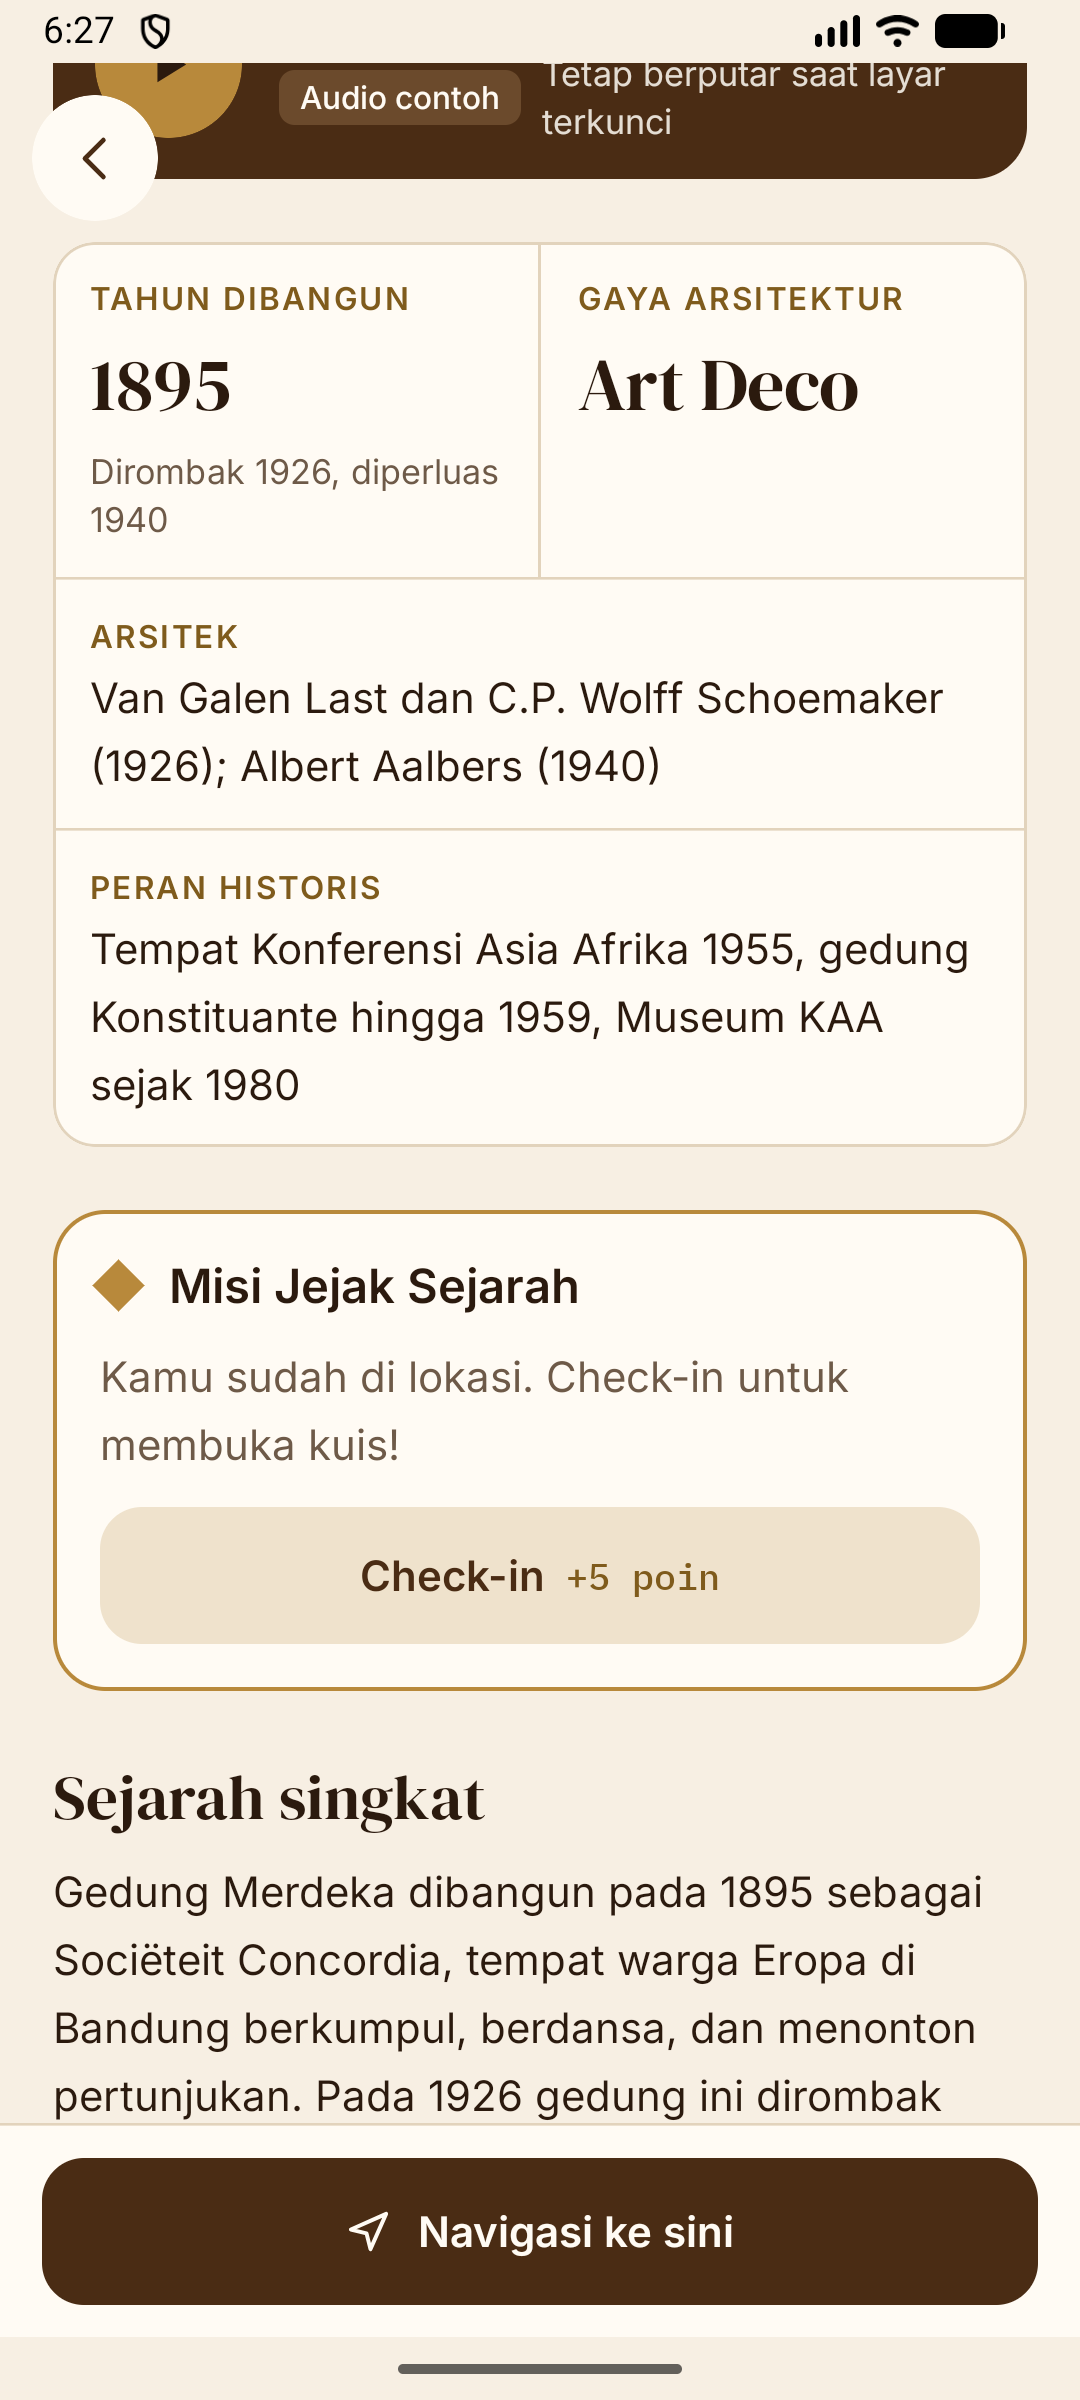 6:27
Audio contoh
Tetap berputar saat layar
terkunci
TAHUN DIBANGUN
1895
Dirombak 1926, diperluas
1940
GAYA ARSITEKTUR
Art Deco
ARSITEK
Van Galen Last dan C.P. Wolff Schoemaker
(1926); Albert Aalbers (1940)
PERAN HISTORIS
Tempat Konferensi Asia Afrika 1955, gedung
Konstituante hingga 1959, Museum KAA
sejak 1980
Misi Jejak Sejarah
Kamu sudah di lokasi. Check-in untuk
membuka kuis!
Check-in +5 poin
Sejarah singkat
Gedung Merdeka dibangun pada 1895 sebagai
Sociëteit Concordia, tempat warga Eropa di
Bandung berkumpul, berdansa, dan menonton
pertunjukan. Pada 1926 gedung ini dirombak
Navigasi ke sini